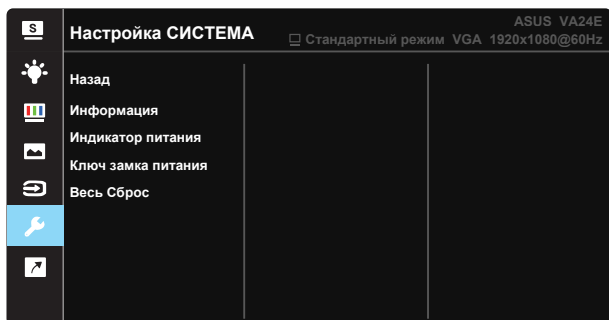 S
ASUS VA24E
Настройка СИСТЕМА
Стандартный режим VGA 1920x1080@60Hz
Назад
Информация
Индикатор питания
Ключ замка питания
Весь Сброс